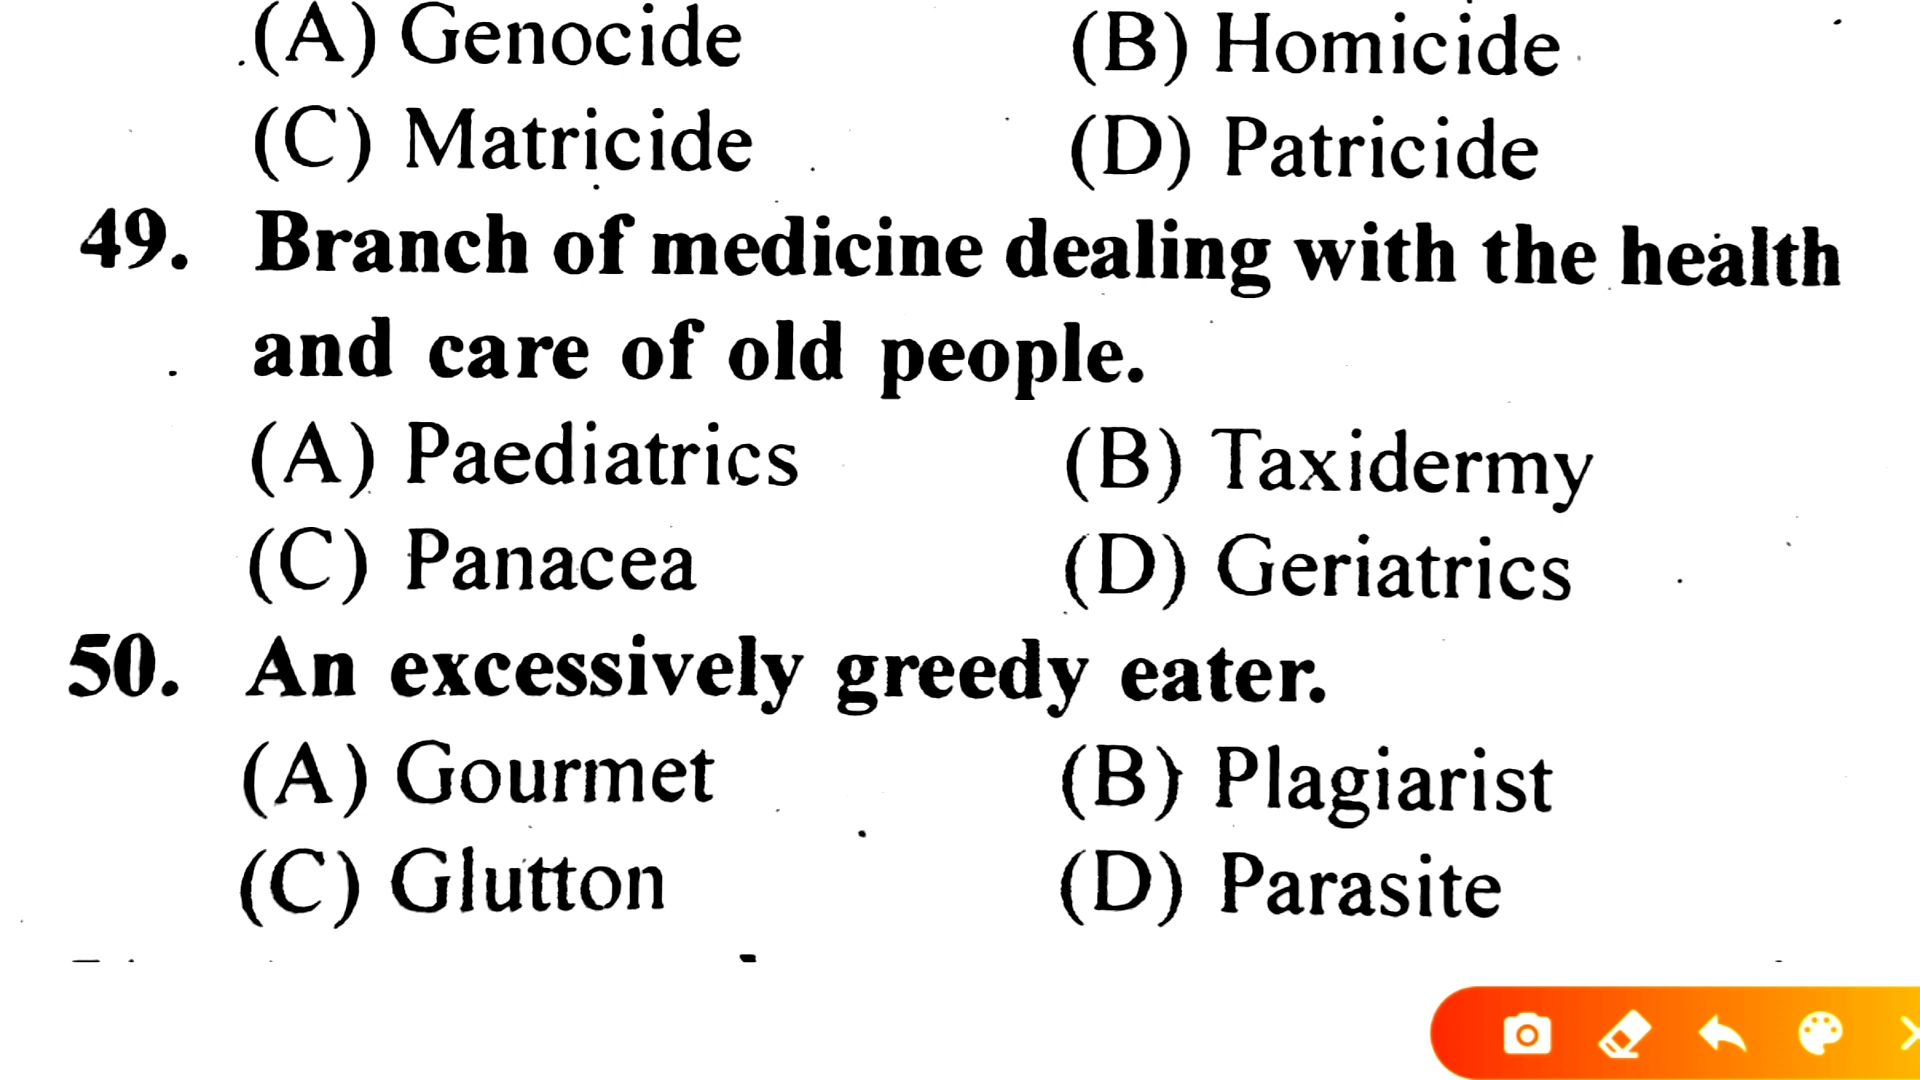 (A) Genocide (B) Homicide
(C) Matricide (D) Patricide
49. Branch of medicine dealing with the health
and care of old people.
(A) Paediatrics (B) Taxidermy
(C) Panacea (D) Geriatrics
50. An excessively greedy eater.
(A) Gourmet (B) Plagiarist
(C) Glutton (D) Parasite